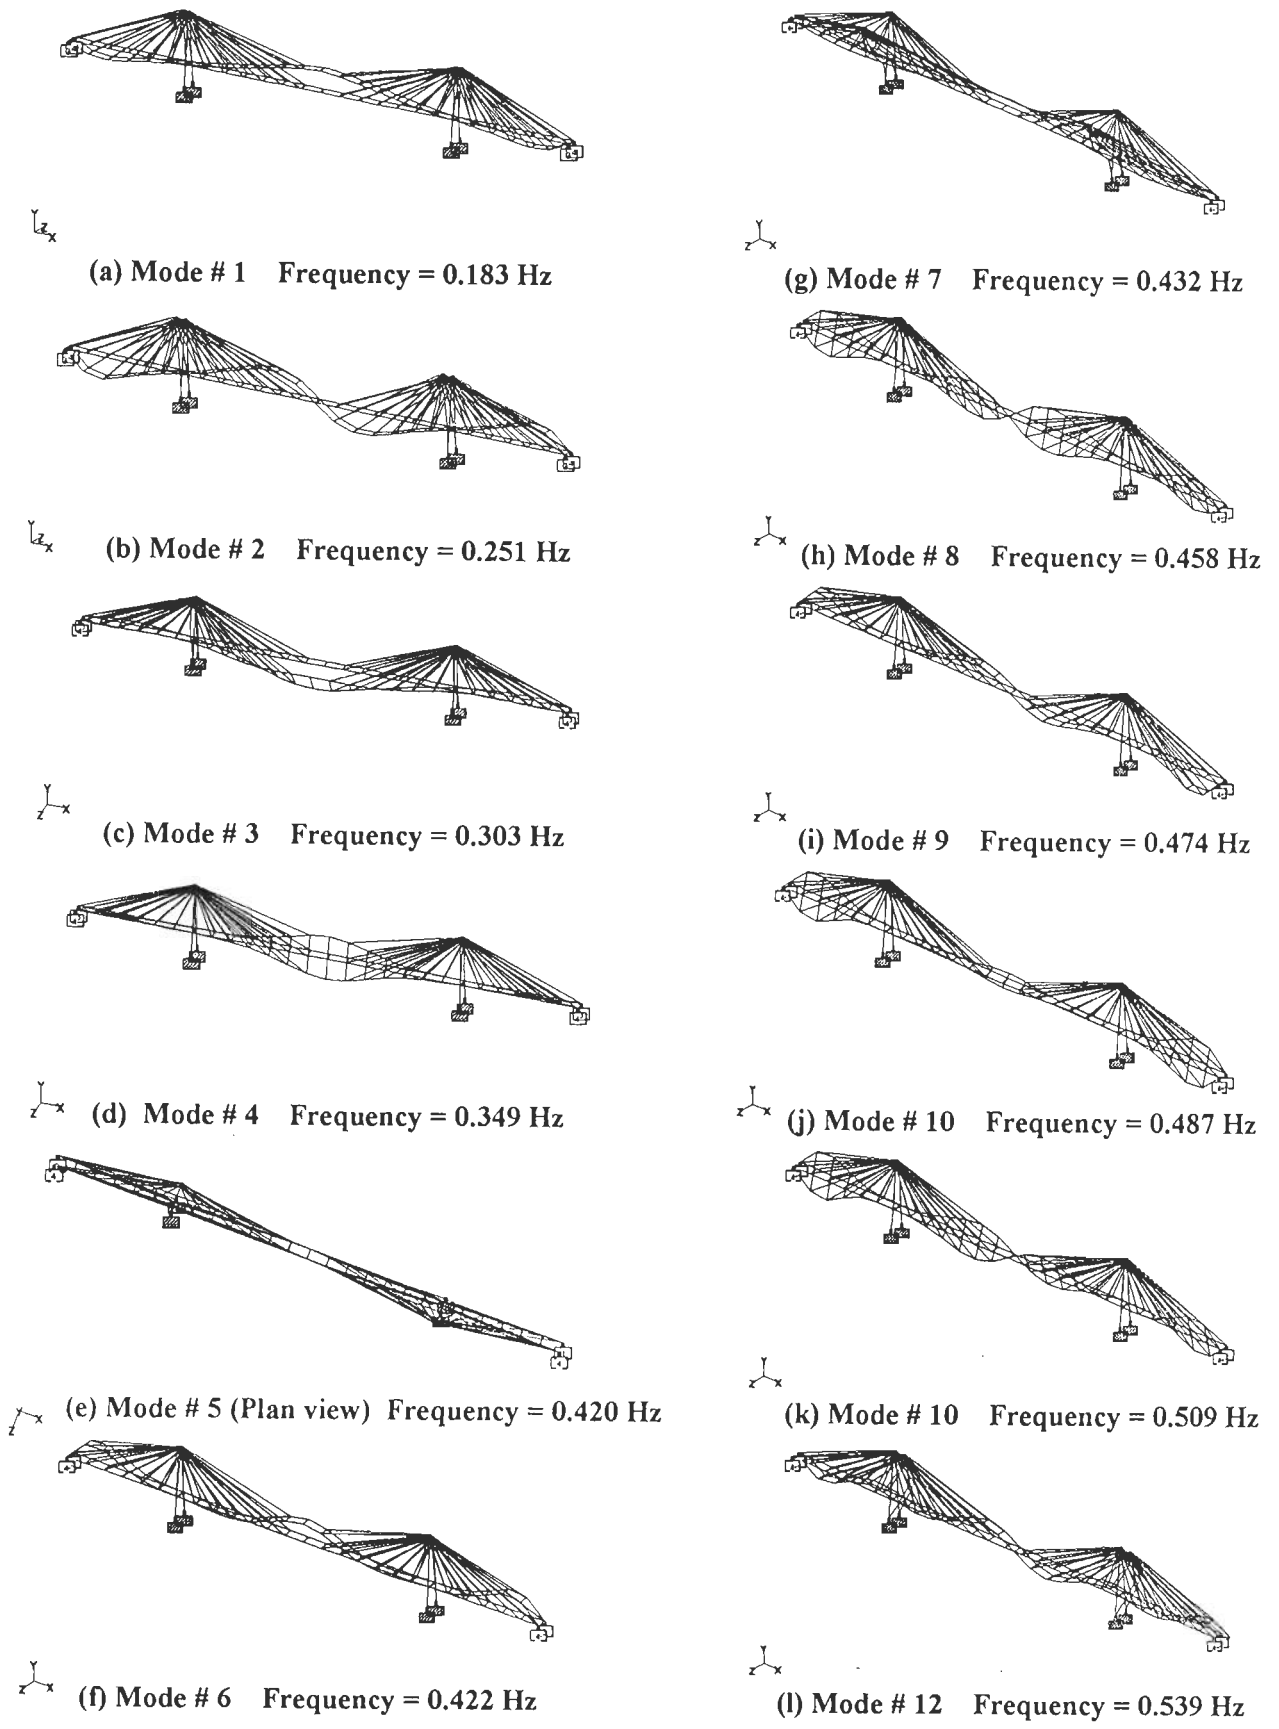 (a) Mode # 1 Frequency = 0.183 Hz
(b) Mode # 2 Frequency = 0.251 Hz
(c) Mode # 3 Frequency = 0.303 Hz
(d) Mode # 4 Frequency = 0.349 Hz
(e) Mode # 5 (Plan view) Frequency = 0.420 Hz
(f) Mode # 6 Frequency = 0.422 Hz
(g) Mode # 7 Frequency = 0.432 Hz
(h) Mode # 8 Frequency = 0.458 Hz
(i) Mode # 9 Frequency = 0.474 Hz
(j) Mode # 10 Frequency = 0.487 Hz
(k) Mode # 10 Frequency = 0.509 Hz
(l) Mode # 12 Frequency = 0.539 Hz